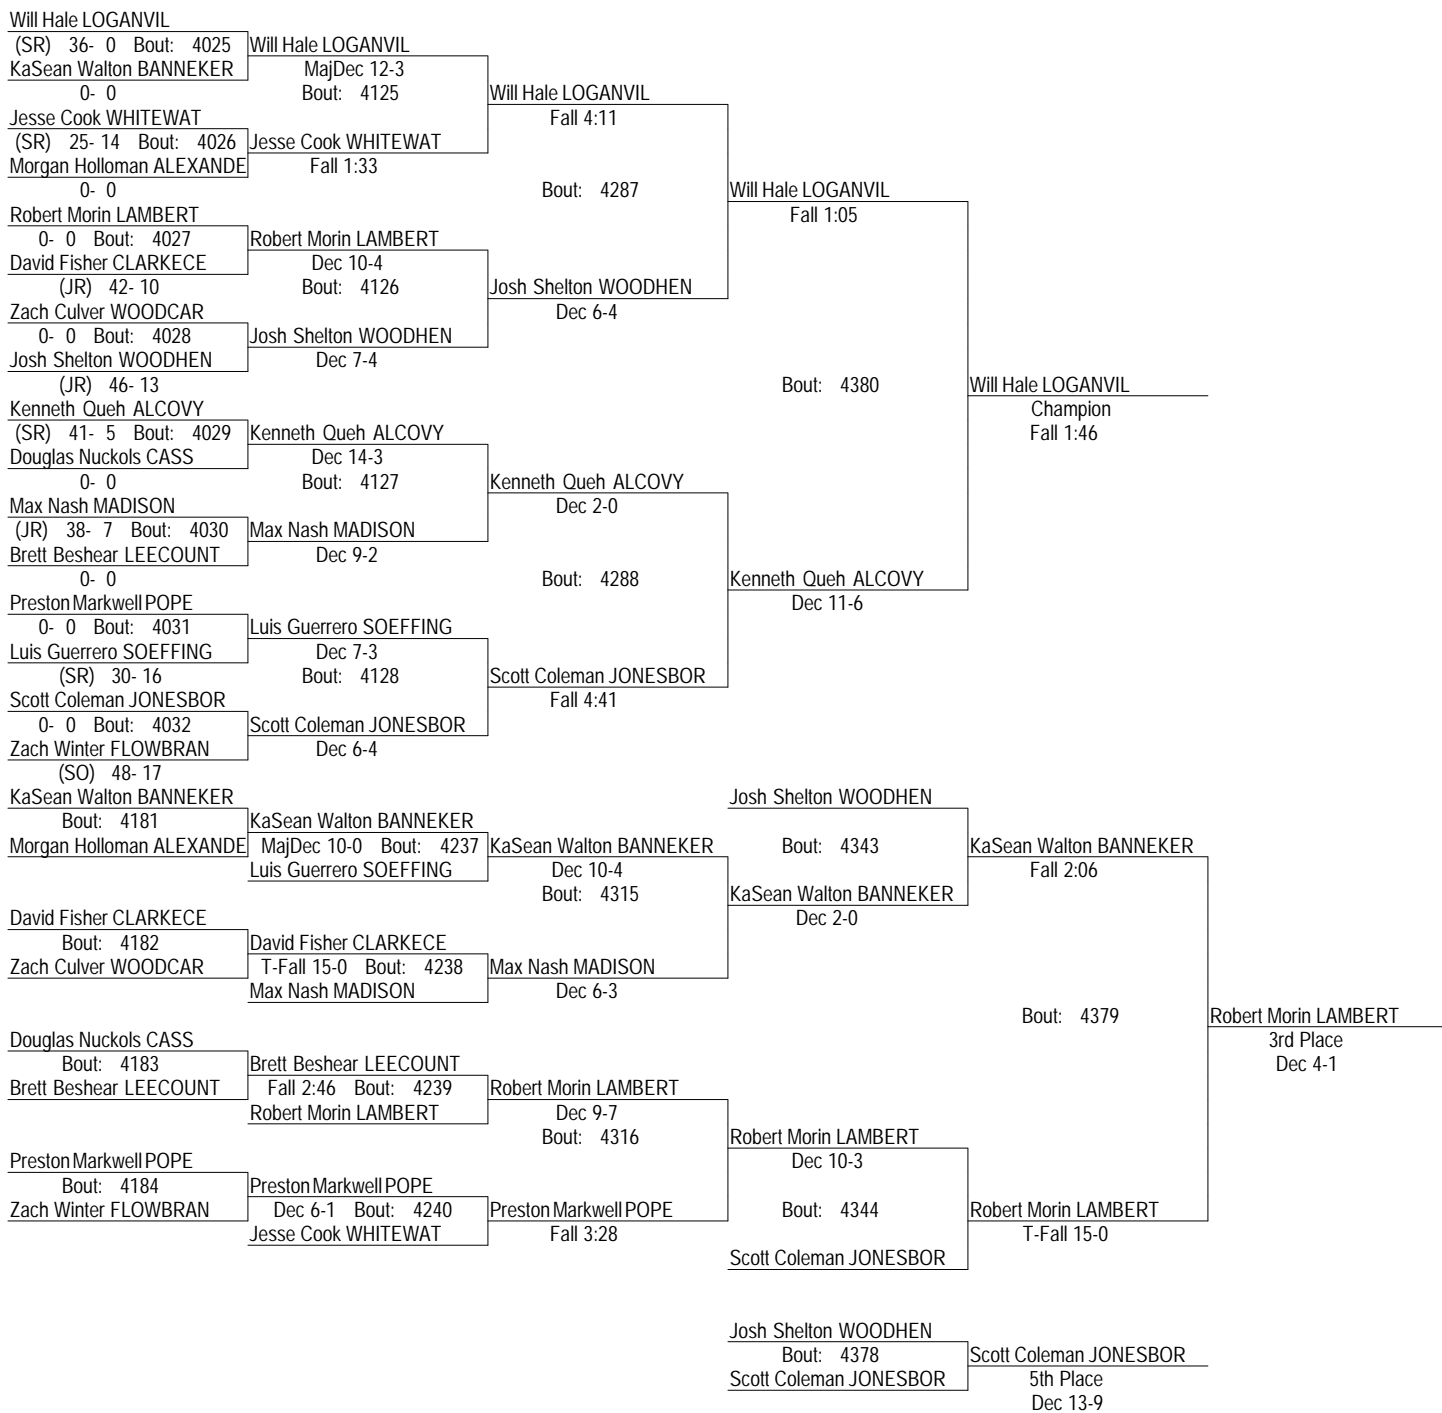 Will Hale LOGANVIL
(SR) 36- 0 Bout: 4025 Will Hale LOGANVIL
KaSean Walton BANNEKER MajDec 12-3
0- 0 Bout: 4125 Will Hale LOGANVIL
Jesse Cook WHITEWAT Fall 4:11
(SR) 25- 14 Bout: 4026 Jesse Cook WHITEWAT
Morgan Holloman ALEXANDE Fall 1:33
0- 0 Bout: 4287 Will Hale LOGANVIL
Robert Morin LAMBERT Fall 1:05
0- 0 Bout: 4027 Robert Morin LAMBERT
David Fisher CLARKECE Dec 10-4
(JR) 42- 10 Bout: 4126 Josh Shelton WOODHEN
Zach Culver WOODCAR Dec 6-4
0- 0 Bout: 4028 Josh Shelton WOODHEN
Josh Shelton WOODHEN Dec 7-4
(JR) 46- 13 Bout: 4380 Will Hale LOGANVIL
Kenneth Queh ALCOVY Champion
(SR) 41- 5 Bout: 4029 Kenneth Queh ALCOVY Fall 1:46
Douglas Nuckols CASS Dec 14-3
0- 0 Bout: 4127 Kenneth Queh ALCOVY
Max Nash MADISON Dec 2-0
(JR) 38- 7 Bout: 4030 Max Nash MADISON
Brett Beshear LEECOUNT Dec 9-2
0- 0 Bout: 4288 Kenneth Queh ALCOVY
Preston Markwell POPE Dec 11-6
0- 0 Bout: 4031 Luis Guerrero SOEFFING
Luis Guerrero SOEFFING Dec 7-3
(SR) 30- 16 Bout: 4128 Scott Coleman JONESBOR
Scott Coleman JONESBOR Fall 4:41
0- 0 Bout: 4032 Scott Coleman JONESBOR
Zach Winter FLOWBRAN Dec 6-4
(SO) 48- 17
KaSean Walton BANNEKER Josh Shelton WOODHEN
Bout: 4181 KaSean Walton BANNEKER
Morgan Holloman ALEXANDE MajDec 10-0 Bout: 4237 KaSean Walton BANNEKER Bout: 4343 KaSean Walton BANNEKER
Luis Guerrero SOEFFING Dec 10-4 Fall 2:06
Bout: 4315 KaSean Walton BANNEKER
David Fisher CLARKECE Dec 2-0
Bout: 4182 David Fisher CLARKECE
Zach Culver WOODCAR T-Fall 15-0 Bout: 4238 Max Nash MADISON
Max Nash MADISON Dec 6-3
Bout: 4379 Robert Morin LAMBERT
Douglas Nuckols CASS 3rd Place
Bout: 4183 Brett Beshear LEECOUNT Dec 4-1
Brett Beshear LEECOUNT Fall 2:46 Bout: 4239 Robert Morin LAMBERT
Robert Morin LAMBERT Dec 9-7
Bout: 4316 Robert Morin LAMBERT
Preston Markwell POPE Dec 10-3
Bout: 4184 Preston Markwell POPE
Zach Winter FLOWBRAN Dec 6-1 Bout: 4240 Preston Markwell POPE Bout: 4344 Robert Morin LAMBERT
Jesse Cook WHITEWAT Fall 3:28 T-Fall 15-0
Scott Coleman JONESBOR
Josh Shelton WOODHEN
Bout: 4378 Scott Coleman JONESBOR
Scott Coleman JONESBOR 5th Place
Dec 13-9